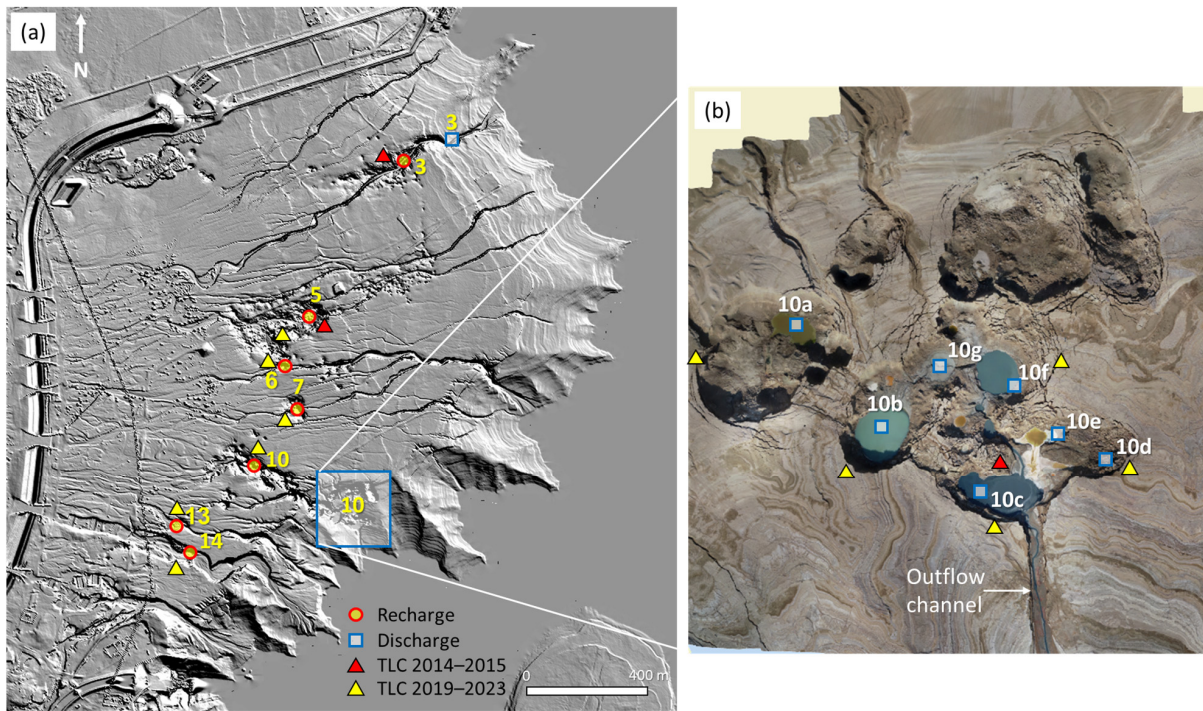 (a)
N
3
3
5
6
7
10
10
13
14
Recharge
Discharge
TLC 2014–2015
TLC 2019–2023
0
400 m
(b)
10a
10g
10f
10b
10e
10d
10c
Outflow
channel